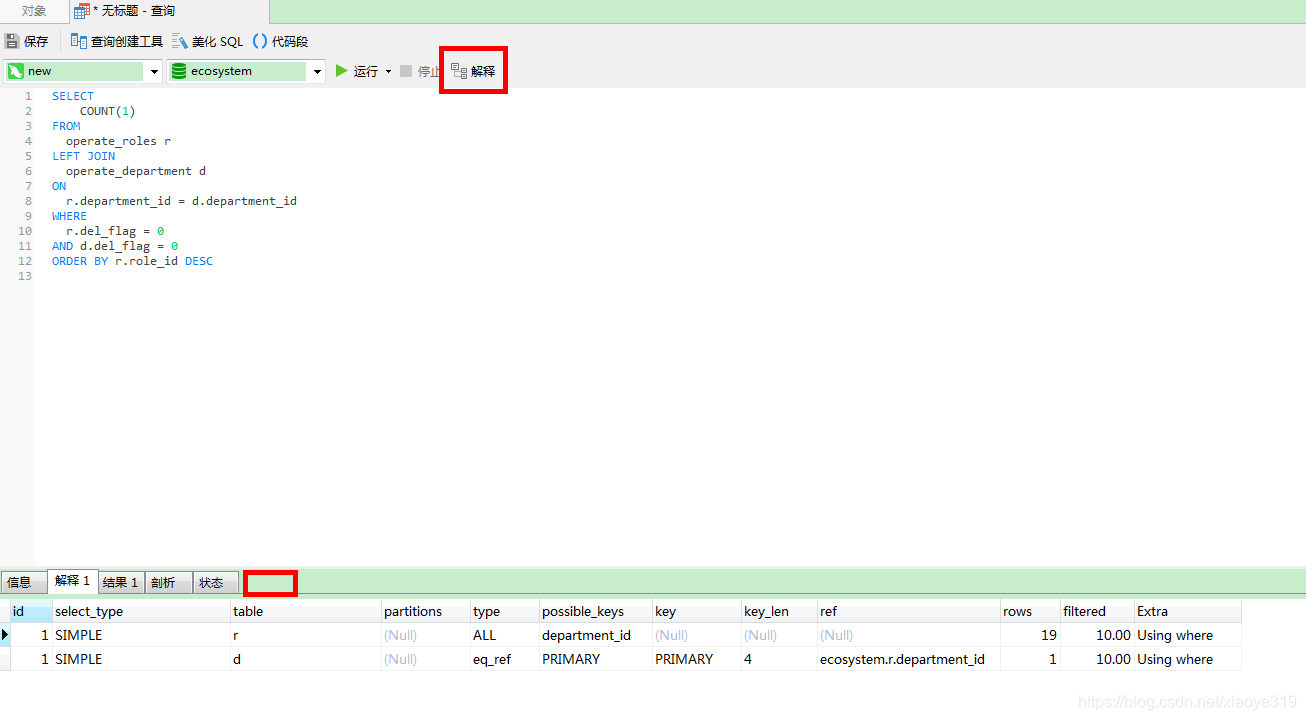 对象 * 无标题 - 查询
保存 查询创建工具 美化 SQL () 代码段
new ecosystem 运行 停止 解释
1 SELECT
2 COUNT(1)
3 FROM
4 operate_roles r
5 LEFT JOIN
6 operate_department d
7 ON
8 r.department_id = d.department_id
9 WHERE
10 r.del_flag = 0
11 AND d.del_flag = 0
12 ORDER BY r.role_id DESC
13
信息 解释 1 结果 1 剖析 状态
id select_type table partitions type possible_keys key key_len ref rows filtered Extra
1 SIMPLE r (Null) ALL department_id (Null) (Null) (Null) 19 10.00 Using where
1 SIMPLE d (Null) eq_ref PRIMARY PRIMARY 4 ecosystem.r.department_id 1 10.00 Using where
https://blog.csdn.net/xiaoye319